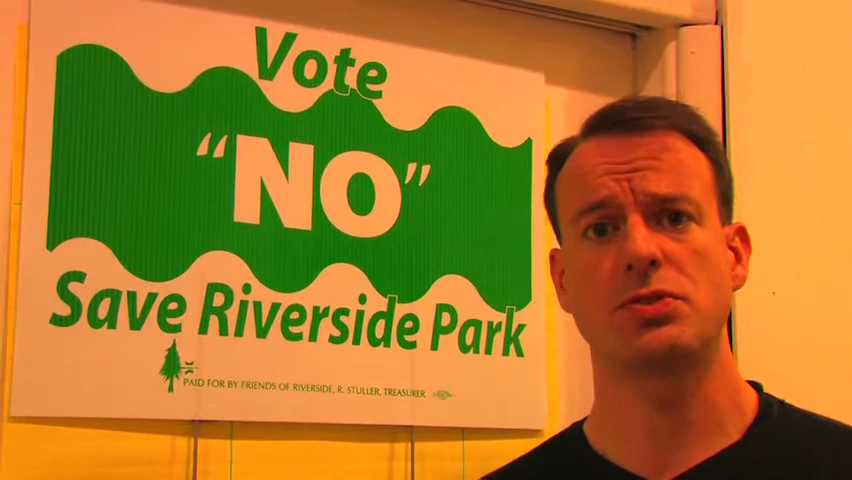 Vote
“NO”
Save Riverside Park
PAID FOR BY FRIENDS OF RIVERSIDE, R. STULLER, TREASURER